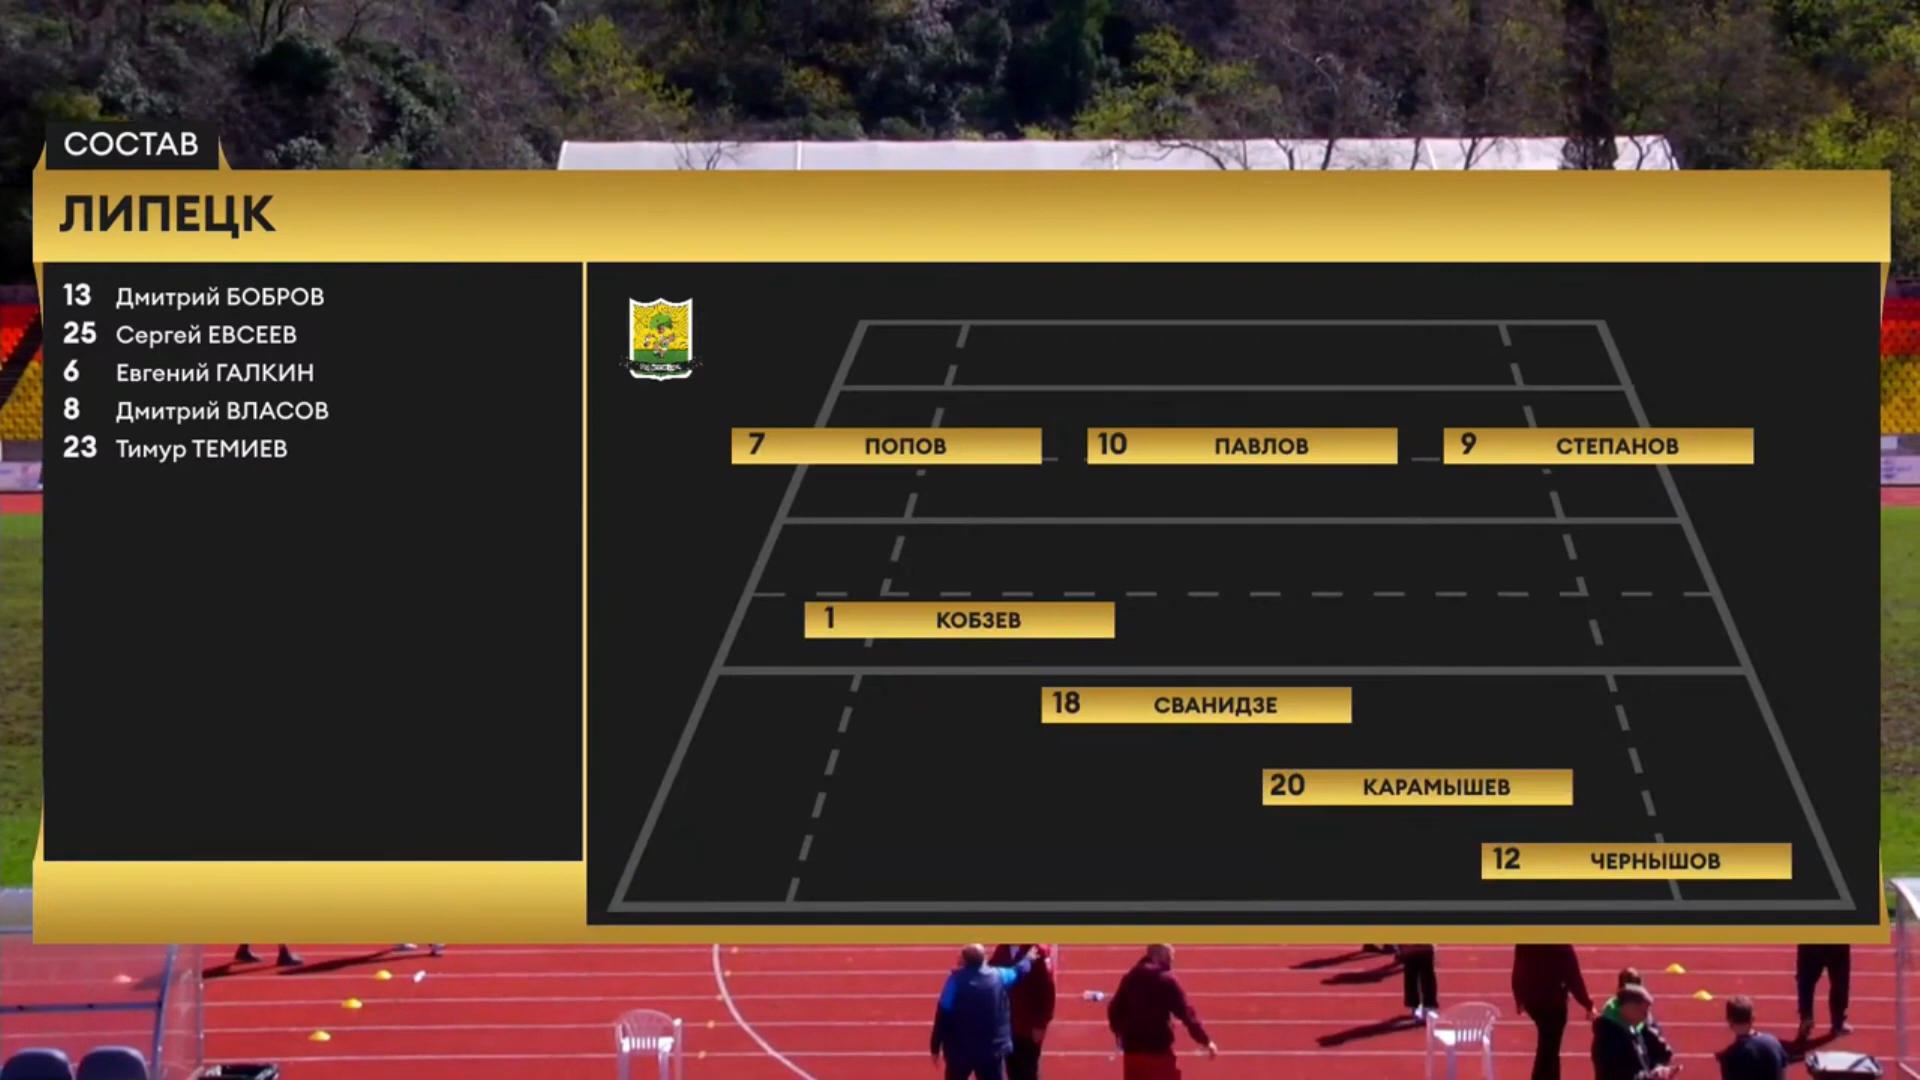 СОСТАВ
ЛИПЕЦК
13 Дмитрий БОБРОВ
25 Сергей ЕВСЕЕВ
6 Евгений ГАЛКИН
8 Дмитрий ВЛАСОВ
23 Тимур ТЕМИЕВ
7 ПОПОВ
10 ПАВЛОВ
9 СТЕПАНОВ
1 КОБЗЕВ
18 СВАНИДЗЕ
20 КАРАМЫШЕВ
12 ЧЕРНЫШОВ